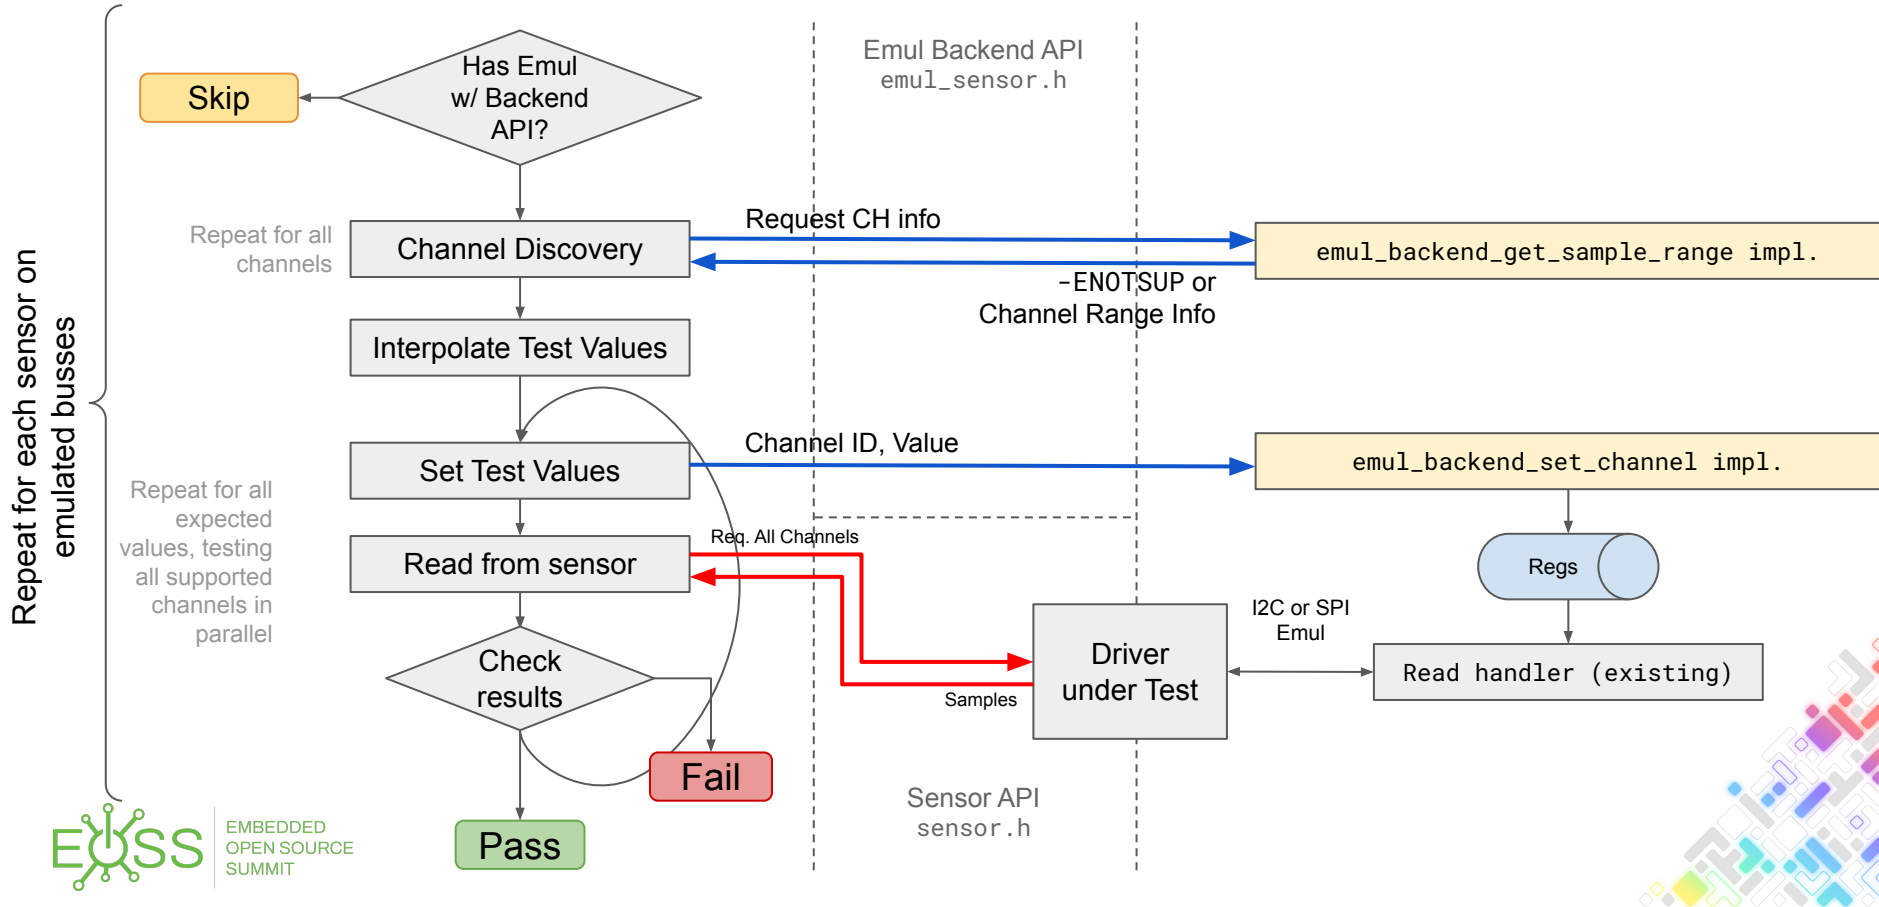 Repeat for each sensor on
emulated busses
Has Emul
w/ Backend
API?
Skip
Emul Backend API
emul_sensor.h
Repeat for all
channels
Channel Discovery
Request CH info
emul_backend_get_sample_range impl.
-ENOTSUP or
Channel Range Info
Interpolate Test Values
Set Test Values
Channel ID, Value
emul_backend_set_channel impl.
Repeat for all
expected
values, testing
all supported
channels in
parallel
Read from sensor
Req. All Channels
Regs
I2C or SPI
Emul
Driver
under Test
Read handler (existing)
Check
results
Samples
Fail
Pass
Sensor API
sensor.h
EOSS
EMBEDDED
OPEN SOURCE
SUMMIT